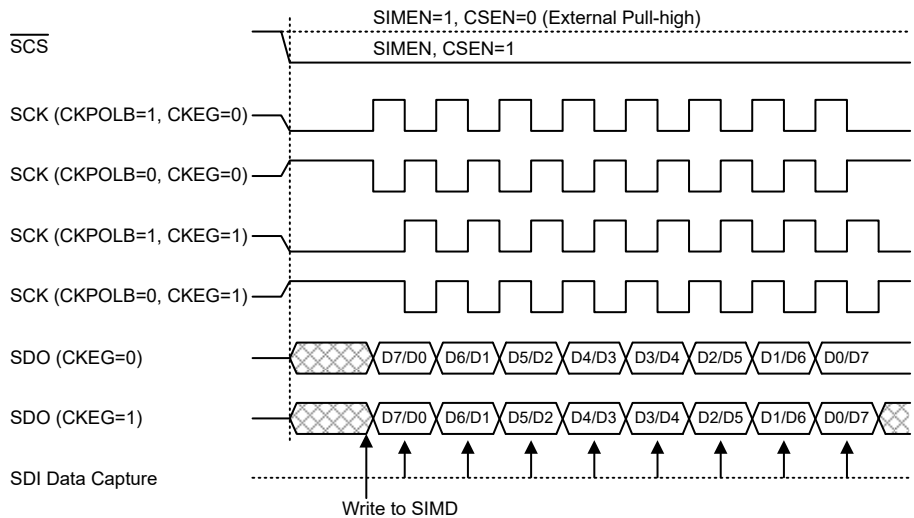 SIMEN=1, CSEN=0 (External Pull-high)
SCS
SIMEN, CSEN=1
SCK (CKPOLB=1, CKEG=0)
SCK (CKPOLB=0, CKEG=0)
SCK (CKPOLB=1, CKEG=1)
SCK (CKPOLB=0, CKEG=1)
SDO (CKEG=0) D7/D0 D6/D1 D5/D2 D4/D3 D3/D4 D2/D5 D1/D6 D0/D7
SDO (CKEG=1) D7/D0 D6/D1 D5/D2 D4/D3 D3/D4 D2/D5 D1/D6 D0/D7
SDI Data Capture
Write to SIMD